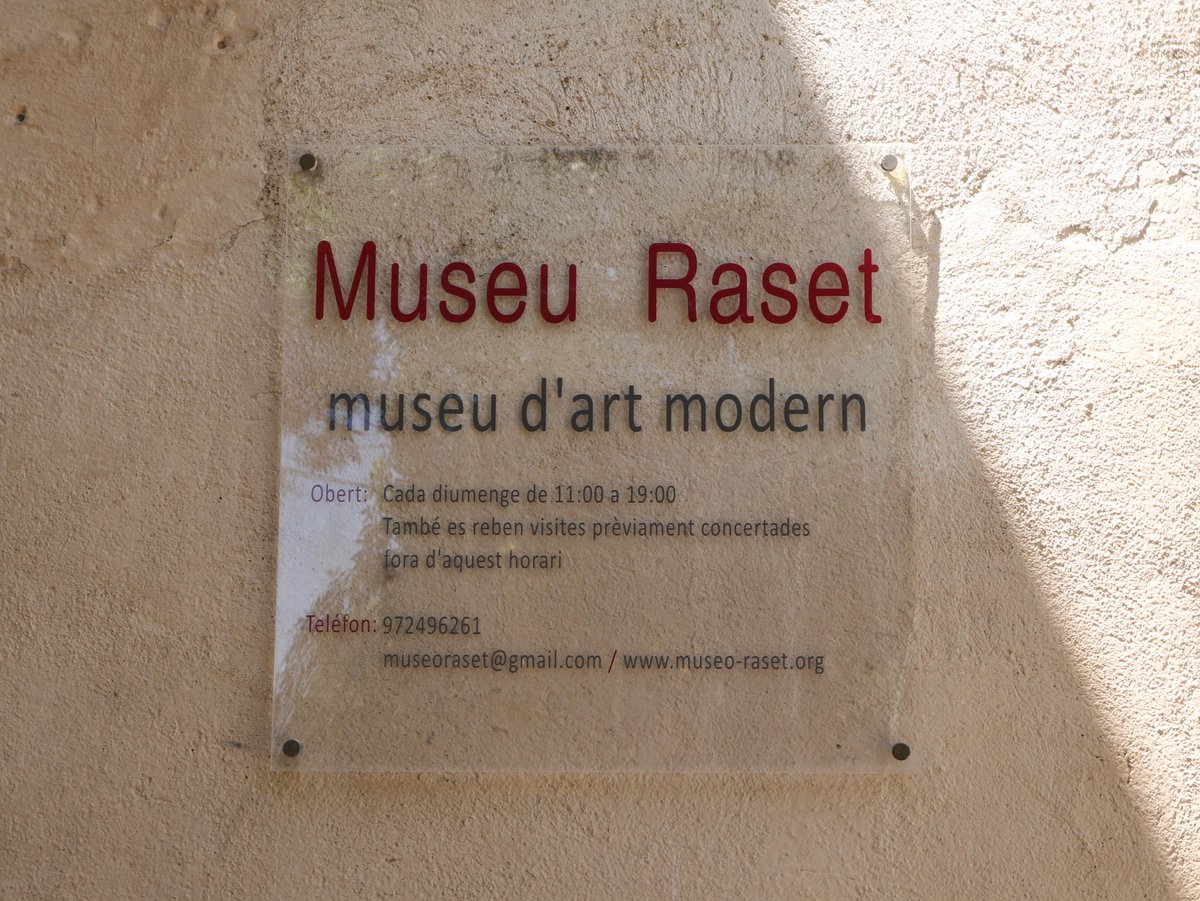 Museu Raset
museu d'art modern
Obert: Cada diumenge de 11:00 a 19:00
També es reben visites prèviament concertades
fora d'aquest horari
Teléfon: 972496261
museoraset@gmail.com / www.museo-raset.org